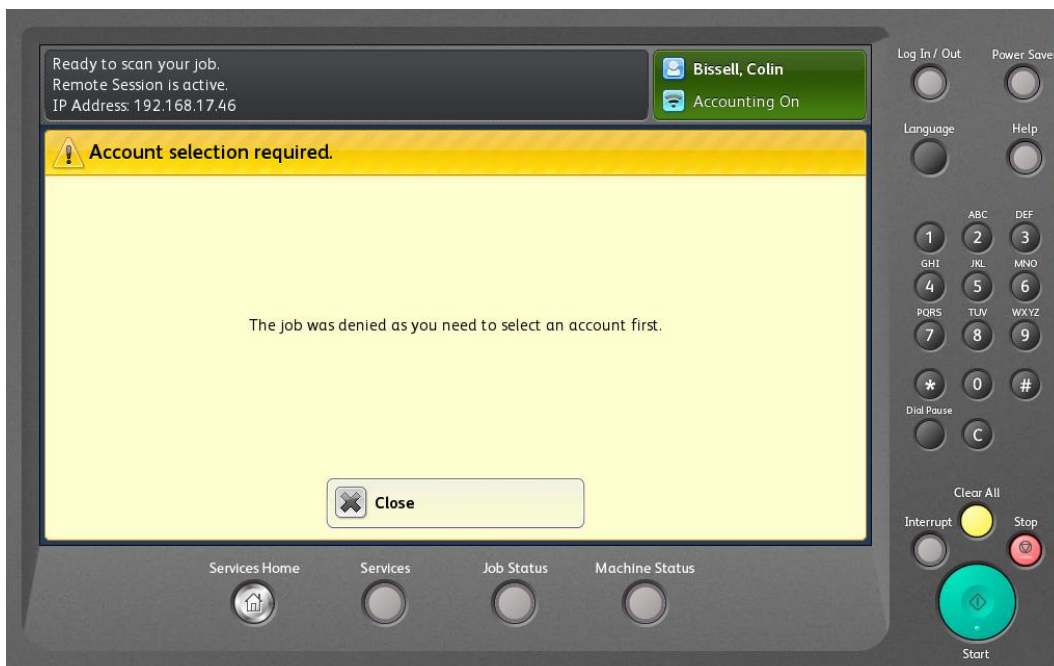 Ready to scan your job.
Remote Session is active.
IP Address: 192.168.17.46
Bissell, Colin
Accounting On
Account selection required.
The job was denied as you need to select an account first.
Close
Services Home
Services
Job Status
Machine Status
Log In / Out
Power Save
Language
Help
ABC DEF
1 2 3
GHI JKL MNO
4 5 6
PQRS TUV WXYZ
7 8 9
* 0 #
Dial Pause
C
Clear All
Interrupt
Stop
Start